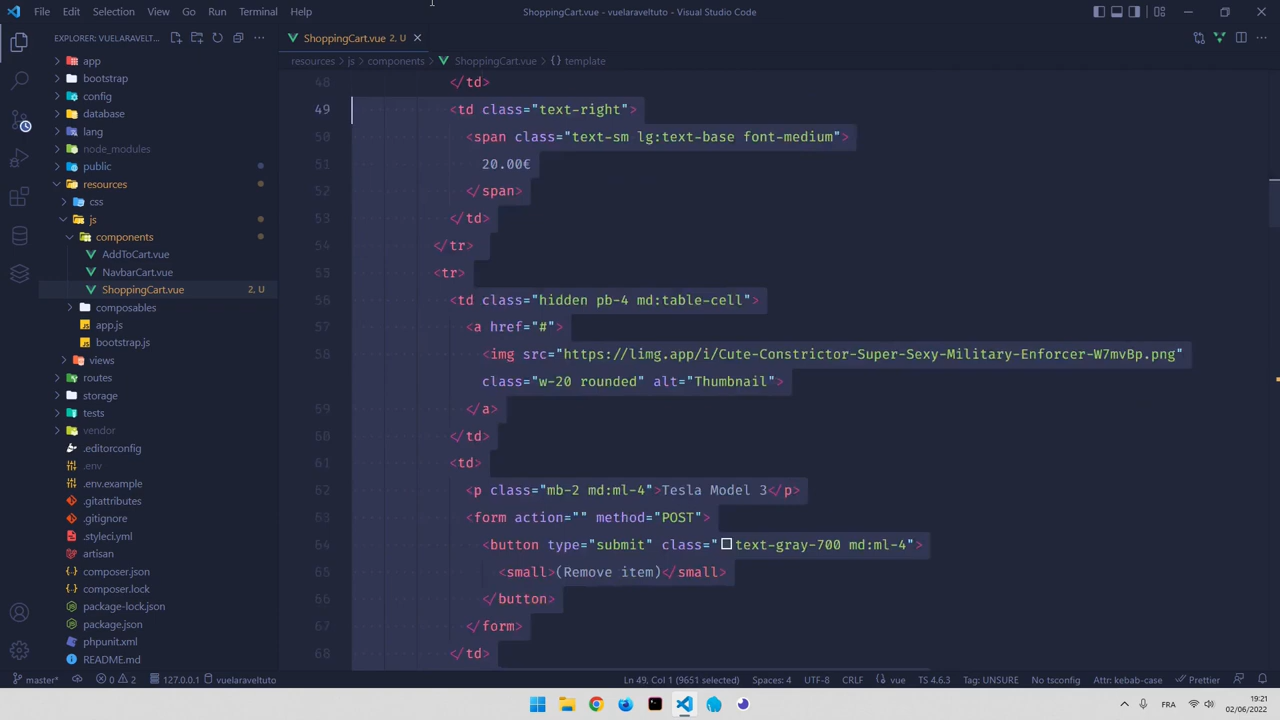 File Edit Selection View Go Run Terminal Help
ShoppingCart.vue - vuelaraveltuto - Visual Studio Code
EXPLORER: VUELARAVELT...
app
bootstrap
config
database
lang
node_modules
public
resources
css
js
components
AddToCart.vue
NavbarCart.vue
ShoppingCart.vue 2, U
composables
app.js
bootstrap.js
views
routes
storage
tests
vendor
.editorconfig
.env
.env.example
.gitattributes
.gitignore
.styleci.yml
artisan
composer.json
composer.lock
package-lock.json
package.json
phpunit.xml
README.md
ShoppingCart.vue 2, U
resources > js > components > ShoppingCart.vue > {} template
48 </td>
49 <td class="text-right">
50 <span class="text-sm lg:text-base font-medium">
51 20.00€
52 </span>
53 </td>
54 </tr>
55 <tr>
56 <td class="hidden pb-4 md:table-cell">
57 <a href="#">
58 <img src="https://limg.app/i/Cute-Constrictor-Super-Sexy-Military-Enforcer-W7mvBp.png"
class="w-20 rounded" alt="Thumbnail">
59 </a>
60 </td>
61 <td>
62 <p class="mb-2 md:ml-4">Tesla Model 3</p>
63 <form action="" method="POST">
64 <button type="submit" class="text-gray-700 md:ml-4">
65 <small>(Remove item)</small>
66 </button>
67 </form>
68 </td>
master* 0 2 127.0.0.1 vuelaraveltuto
Ln 49, Col 1 (9651 selected) Spaces: 4 UTF-8 CRLF vue TS 4.6.3 Tag: UNSURE No tsconfig Attr: kebab-case Prettier
FRA
19:21
02/06/2022